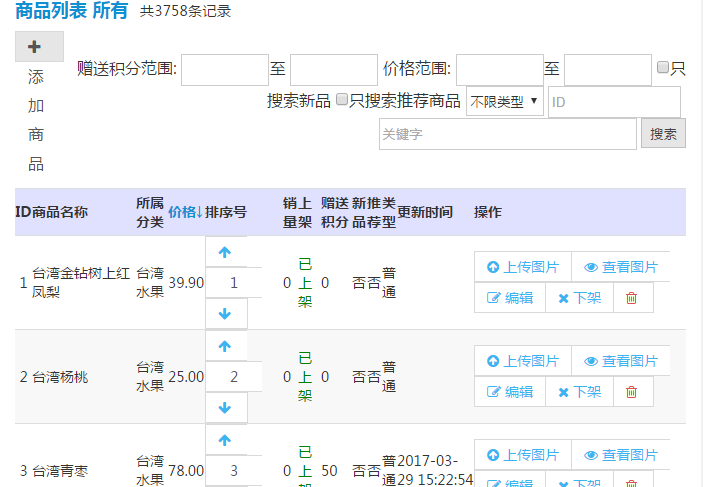 商品列表 所有 共3758条记录
添加商品
赠送积分范围: 至 价格范围: 至 只
搜索新品 只搜索推荐商品 不限类型 ID
关键字 搜索
ID 商品名称 所属分类 价格↓ 排序号 销量 上架 赠送积分 新品 推荐 类型 更新时间 操作
1 台湾金钻树上红凤梨 台湾水果 39.90 1 0 已上架 0 否 否 普通 上传图片 查看图片
编辑 下架
2 台湾杨桃 台湾水果 25.00 2 0 已上架 0 否 否 普通 上传图片 查看图片
编辑 下架
3 台湾青枣 台湾水果 78.00 3 0 已上架 50 否 否 普通 2017-03-29 15:22:54 上传图片 查看图片
编辑 下架